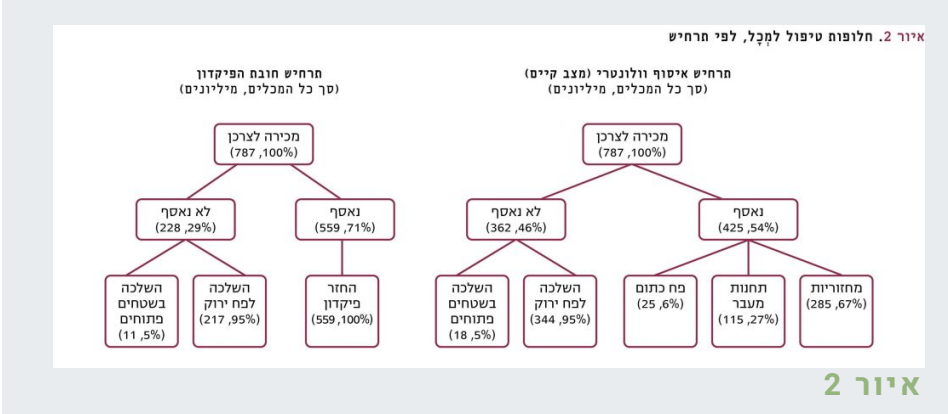 איור 2. חלופות טיפול למְכָל, לפי תרחיש
תרחיש איסוף וולונטרי (מצב קיים)
(סך כל המכלים, מיליונים)
מכירה לצרכן
(787 ,100%)
נאסף
(425 ,54%)
לא נאסף
(362 ,46%)
מחזוריות
(285 ,67%)
תחנות
מעבר
(115 ,27%)
פח כתום
(25 ,6%)
השלכה
לפח ירוק
(344 ,95%)
השלכה
בשטחים
פתוחים
(18 ,5%)
תרחיש חובת הפיקדון
(סך כל המכלים, מיליונים)
מכירה לצרכן
(787 ,100%)
נאסף
(559 ,71%)
לא נאסף
(228 ,29%)
החזר
פיקדון
(559 ,100%)
השלכה
לפח ירוק
(217 ,95%)
השלכה
בשטחים
פתוחים
(11 ,5%)
איור 2